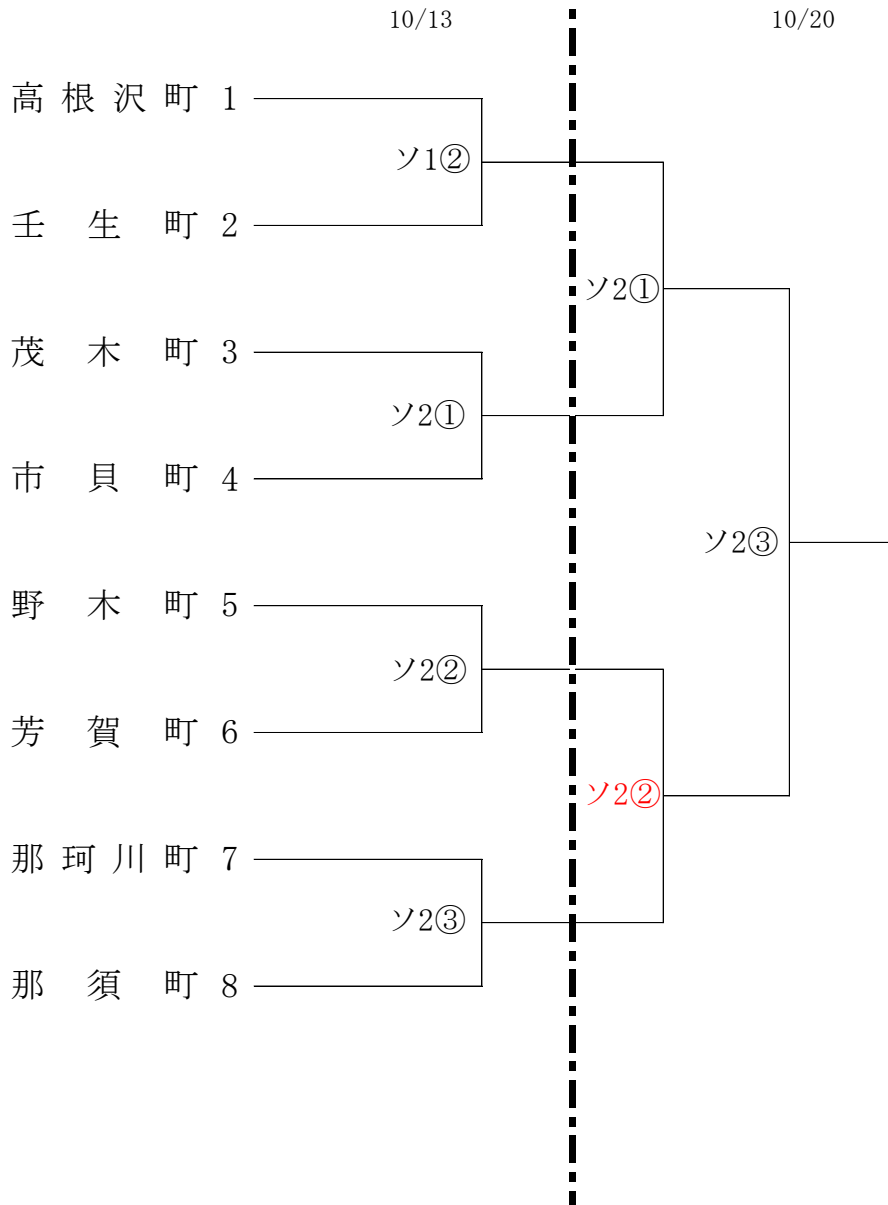 10/13 10/20
高根沢町 1
ソ1②
壬生町 2
ソ2①
茂木町 3
ソ2①
市貝町 4
ソ2③
野木町 5
ソ2②
芳賀町 6
ソ2②
那珂川町 7
ソ2③
那須町 8